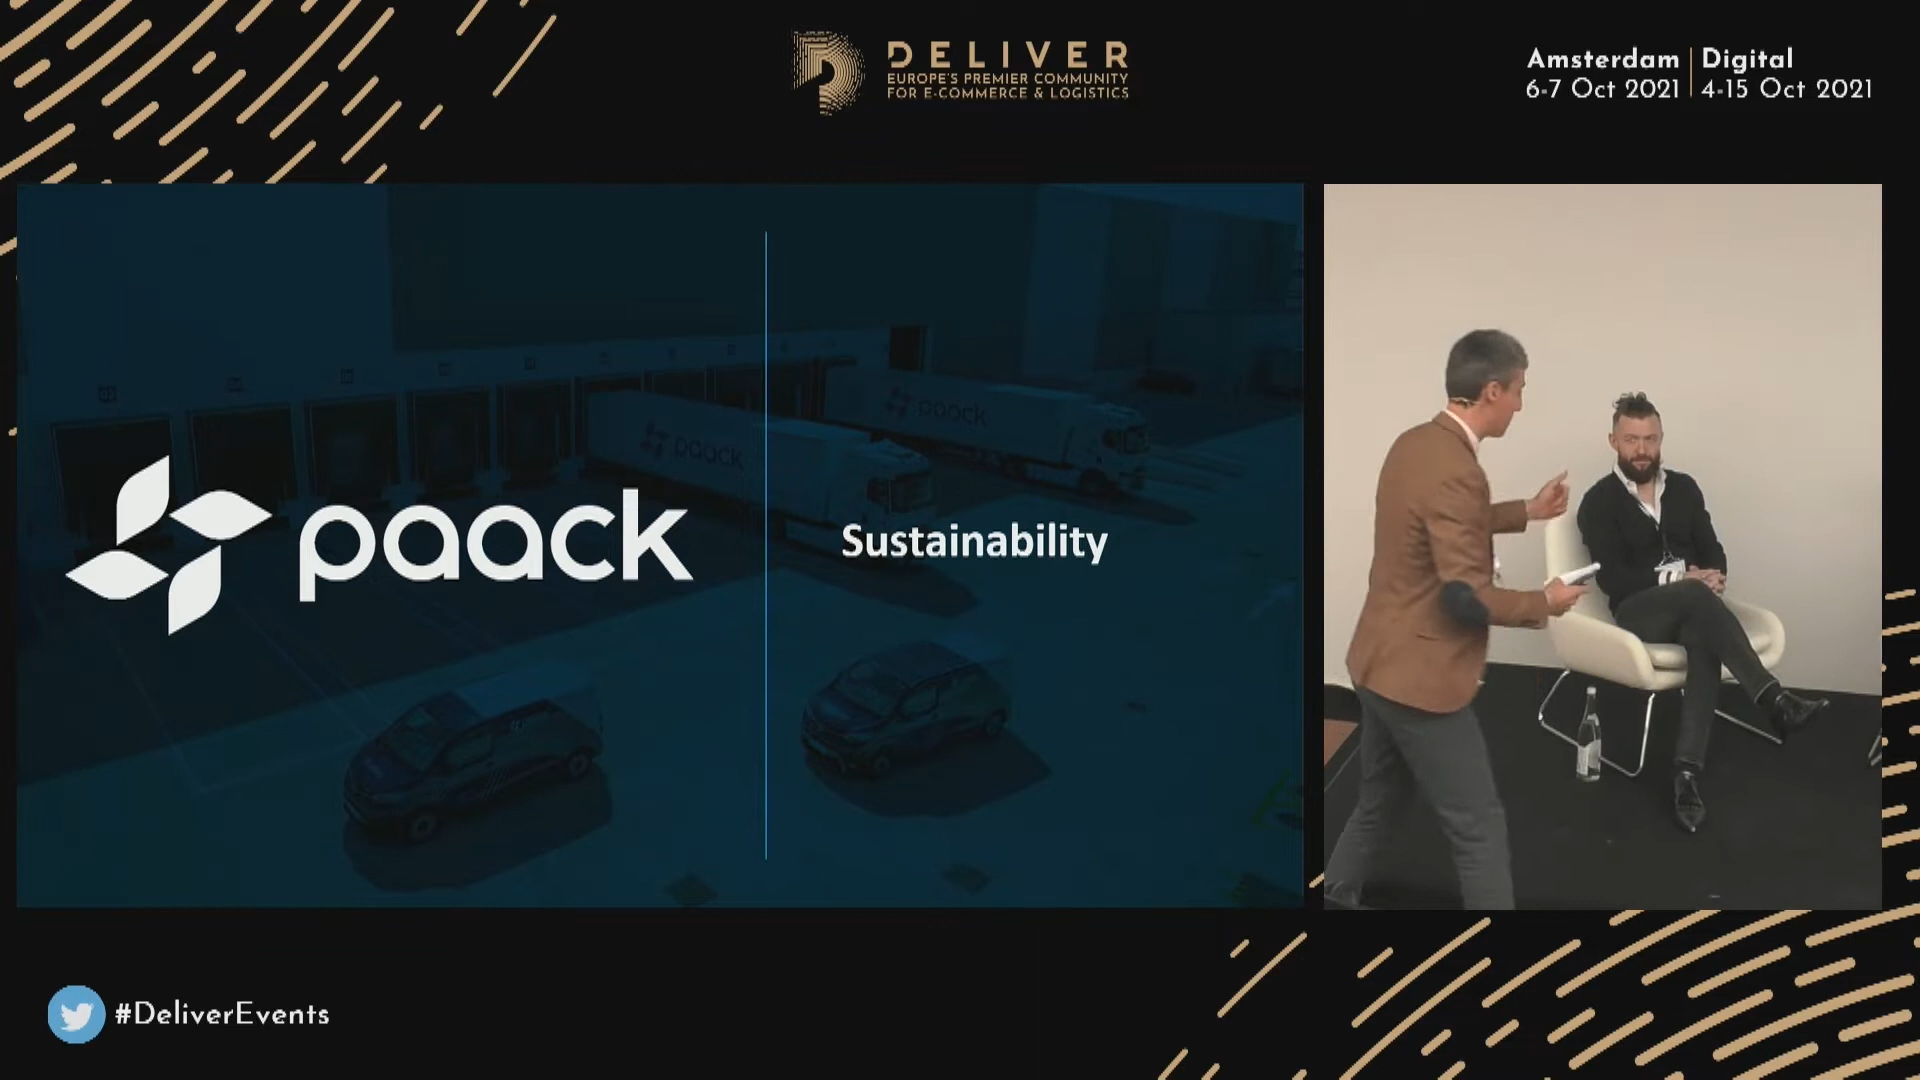 DELIVER
EUROPE'S PREMIER COMMUNITY
FOR E-COMMERCE & LOGISTICS
Amsterdam | Digital
6-7 Oct 2021 | 4-15 Oct 2021
paack
paack
paack
Sustainability
#DeliverEvents